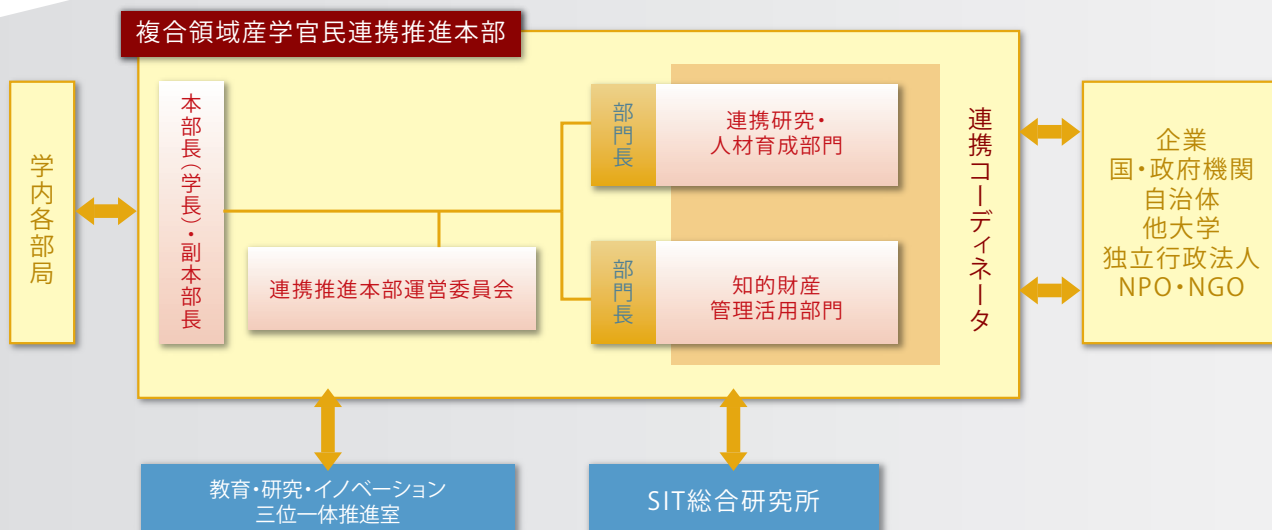 複合領域産学官民連携推進本部
学内各部局
本部長(学長)・副本部長
連携推進本部運営委員会
部門長
連携研究・
人材育成部門
部門長
知的財産
管理活用部門
連携コーディネータ
企業
国・政府機関
自治体
他大学
独立行政法人
NPO・NGO
教育・研究・イノベーション
三位一体推進室
SIT総合研究所